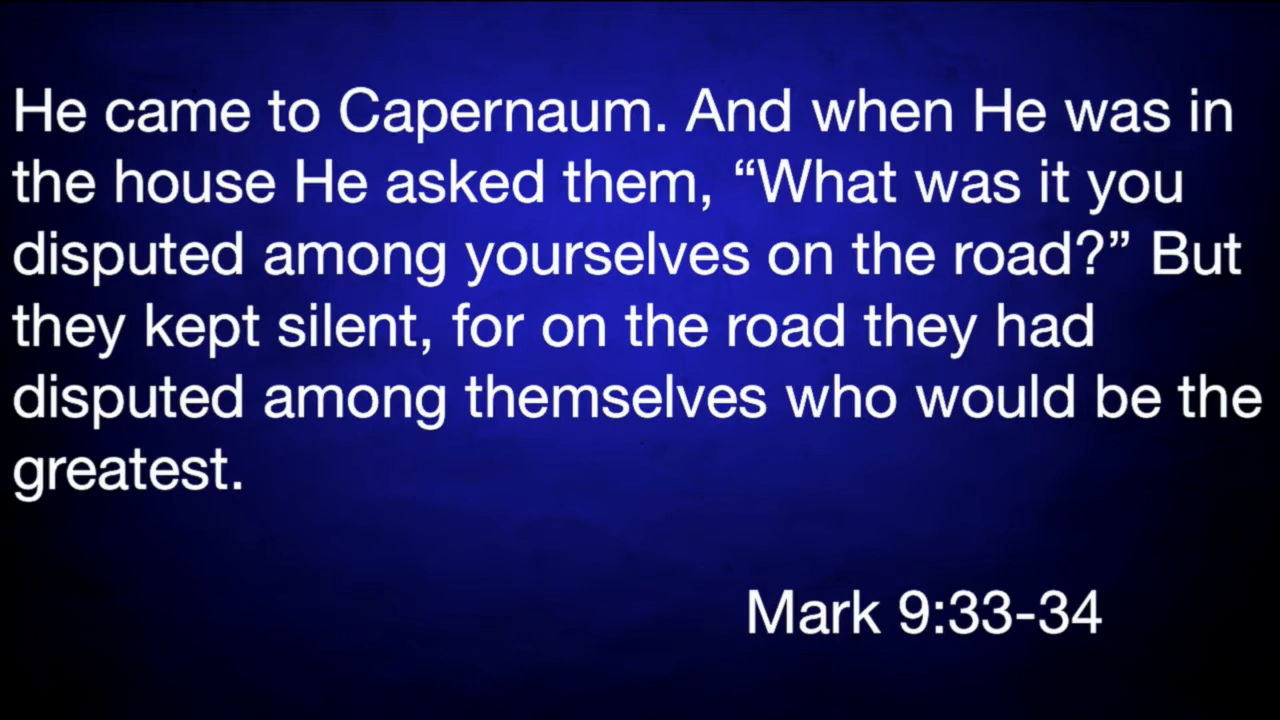 He came to Capernaum. And when He was in
the house He asked them, “What was it you
disputed among yourselves on the road?” But
they kept silent, for on the road they had
disputed among themselves who would be the
greatest.
Mark 9:33-34